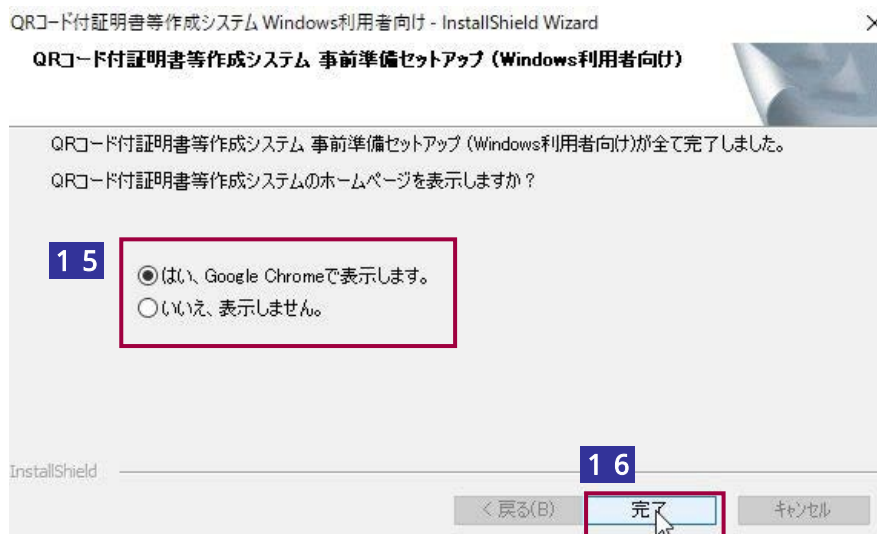 QRコード付証明書等作成システム Windows利用者向け - InstallShield Wizard
QRコード付証明書等作成システム 事前準備セットアップ (Windows利用者向け)
QRコード付証明書等作成システム 事前準備セットアップ (Windows利用者向け)が全て完了しました。
QRコード付証明書等作成システムのホームページを表示しますか？
１５
はい、Google Chromeで表示します。
いいえ、表示しません。
１６
InstallShield
< 戻る(B)
完了
キャンセル